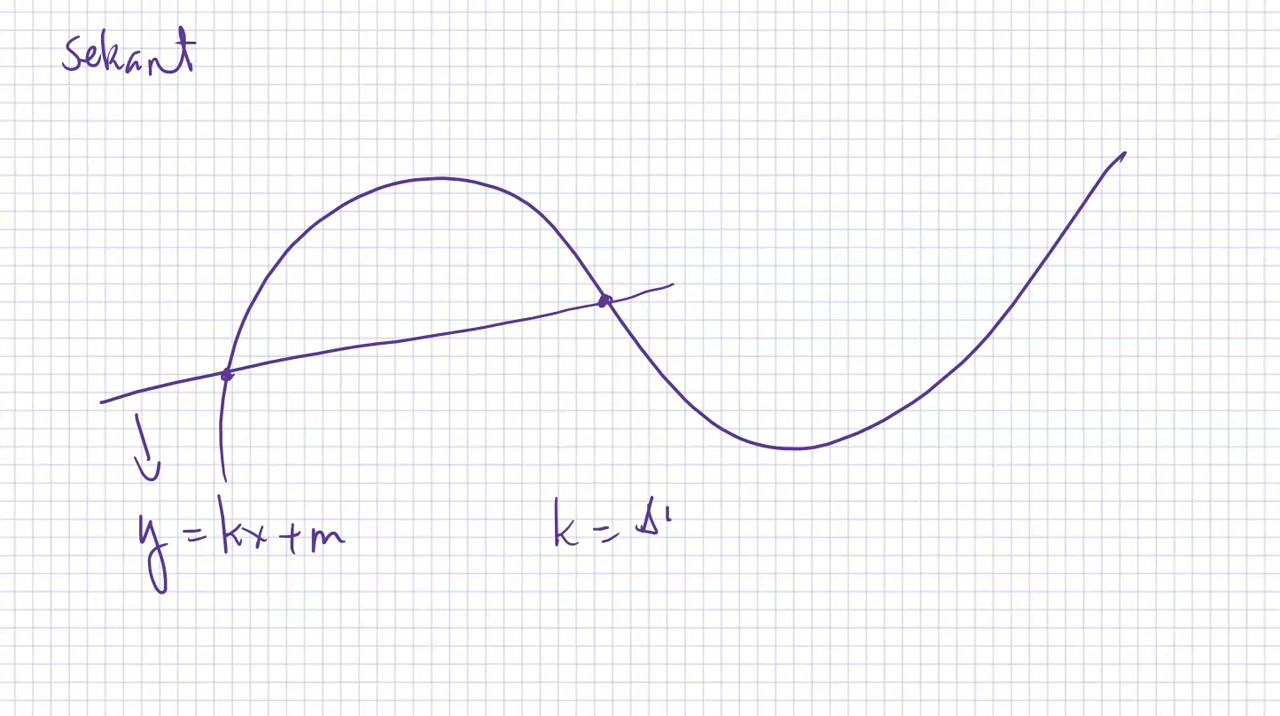 Sekant
y = kx + m
k = Δ